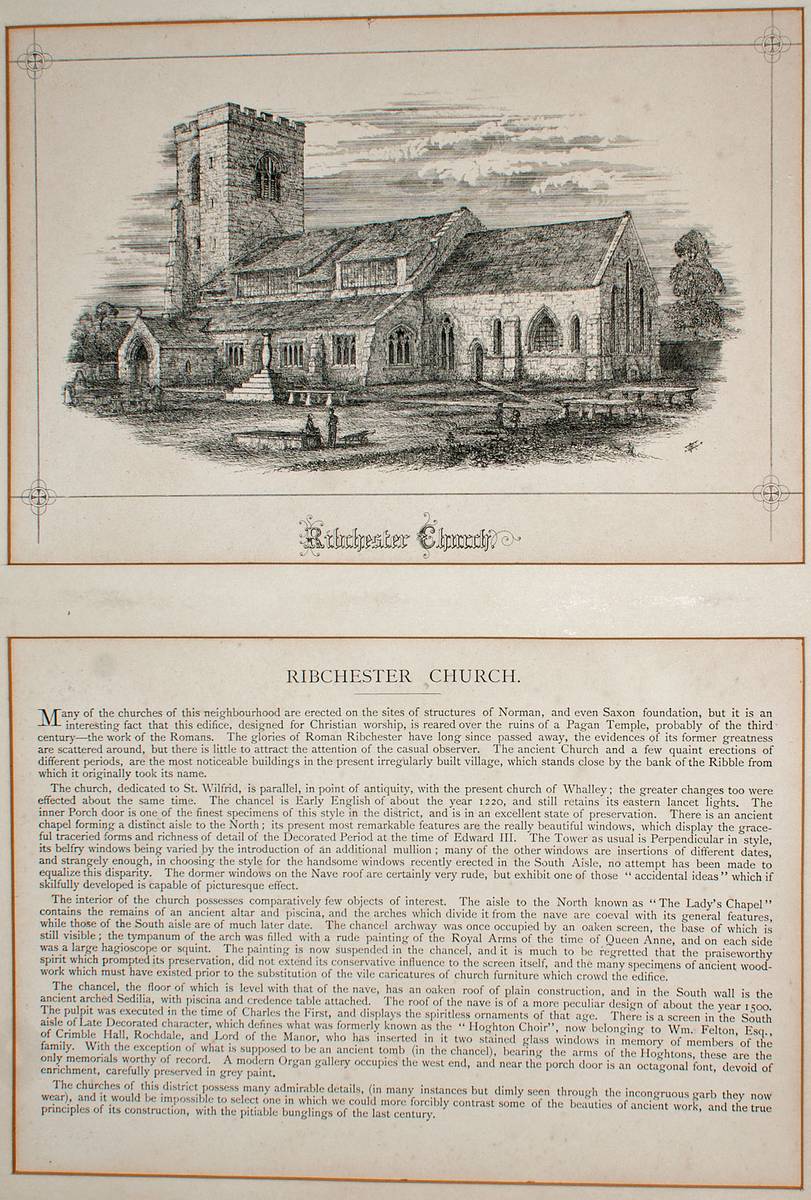 Ribchester Church.
RIBCHESTER CHURCH.
Many of the churches of this neighbourhood are erected on the sites of structures of Norman, and even Saxon foundation, but it is an
interesting fact that this edifice, designed for Christian worship, is reared over the ruins of a Pagan Temple, probably of the third
century—the work of the Romans. The glories of Roman Ribchester have long since passed away, the evidences of its former greatness
are scattered around, but there is little to attract the attention of the casual observer. The ancient Church and a few quaint erections of
different periods, are the most noticeable buildings in the present irregularly built village, which stands close by the bank of the Ribble from
which it originally took its name.
The church, dedicated to St. Wilfrid, is parallel, in point of antiquity, with the present church of Whalley; the greater changes too were
effected about the same time. The chancel is Early English of about the year 1220, and still retains its eastern lancet lights. The
inner Porch door is one of the finest specimens of this style in the district, and is in an excellent state of preservation. There is an ancient
chapel forming a distinct aisle to the North; its present most remarkable features are the really beautiful windows, which display the grace-
ful traceried forms and richness of detail of the Decorated Period at the time of Edward III. The Tower as usual is Perpendicular in style,
its belfry windows being varied by the introduction of an additional mullion; many of the other windows are insertions of different dates,
and strangely enough, in choosing the style for the handsome windows recently erected in the South Aisle, no attempt has been made to
equalize this disparity. The dormer windows on the Nave roof are certainly very rude, but exhibit one of those "accidental ideas" which if
skilfully developed is capable of picturesque effect.
The interior of the church possesses comparatively few objects of interest. The aisle to the North known as "The Lady's Chapel"
contains the remains of an ancient altar and piscina, and the arches which divide it from the nave are coeval with its general features,
while those of the South aisle are of much later date. The chancel archway was once occupied by an oaken screen, the base of which is
still visible; the tympanum of the arch was filled with a rude painting of the Royal Arms of the time of Queen Anne, and on each side
was a large hagioscope or squint. The painting is now suspended in the chancel, and it is much to be regretted that the praiseworthy
spirit which prompted its preservation, did not extend its conservative influence to the screen itself, and the many specimens of ancient wood-
work which must have existed prior to the substitution of the vile caricatures of church furniture which crowd the edifice.
The chancel, the floor of which is level with that of the nave, has an oaken roof of plain construction, and in the South wall is the
ancient arched Sedilia, with piscina and credence table attached. The roof of the nave is of a more peculiar design of about the year 1500.
The pulpit was executed in the time of Charles the First, and displays the spiritless ornaments of that age. There is a screen in the South
aisle of Late Decorated character, which defines what was formerly known as the "Hoghton Choir", now belonging to Wm. Felton, Esq.,
of Crimble Hall, Rochdale, and Lord of the Manor, who has inserted in it two stained glass windows in memory of members of the
family. With the exception of what is supposed to be an ancient tomb (in the chancel), bearing the arms of the Hoghtons, these are the
only memorials worthy of record. A modern Organ gallery occupies the west end, and near the porch door is an octagonal font, devoid of
enrichment, carefully preserved in grey paint.
The churches of this district possess many admirable details, (in many instances but dimly seen through the incongruous garb they now
wear), and it would be impossible to select one in which we could more forcibly contrast some of the beauties of ancient work, and the true
principles of its construction, with the pitiable bunglings of the last century.